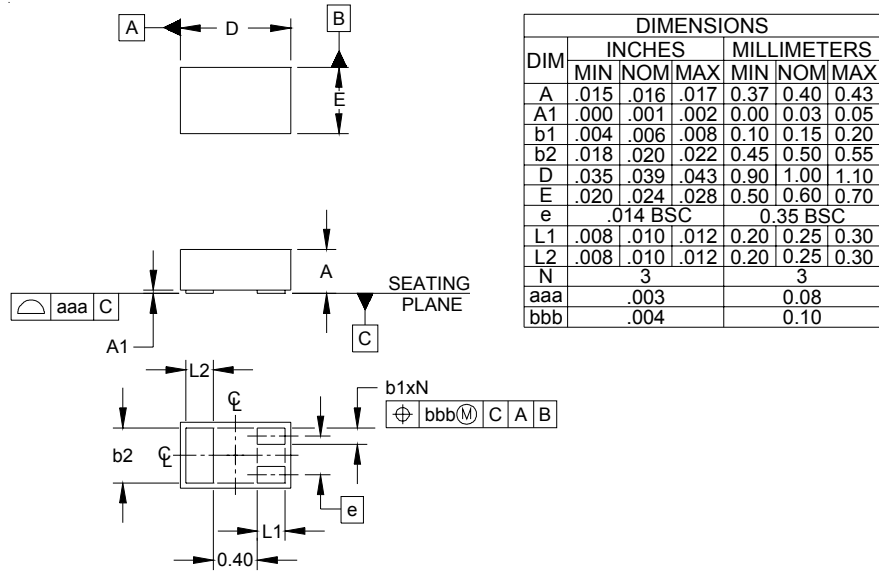 A
D
B
E
A
SEATING
PLANE
⌓ aaa C
A1
C
L2
b1xN
⌖ bbbⓂ C A B
℄
b2
℄
e
L1
0.40
DIMENSIONS
DIM INCHES MILLIMETERS
MIN NOM MAX MIN NOM MAX
A .015 .016 .017 0.37 0.40 0.43
A1 .000 .001 .002 0.00 0.03 0.05
b1 .004 .006 .008 0.10 0.15 0.20
b2 .018 .020 .022 0.45 0.50 0.55
D .035 .039 .043 0.90 1.00 1.10
E .020 .024 .028 0.50 0.60 0.70
e .014 BSC 0.35 BSC
L1 .008 .010 .012 0.20 0.25 0.30
L2 .008 .010 .012 0.20 0.25 0.30
N 3 3
aaa .003 0.08
bbb .004 0.10